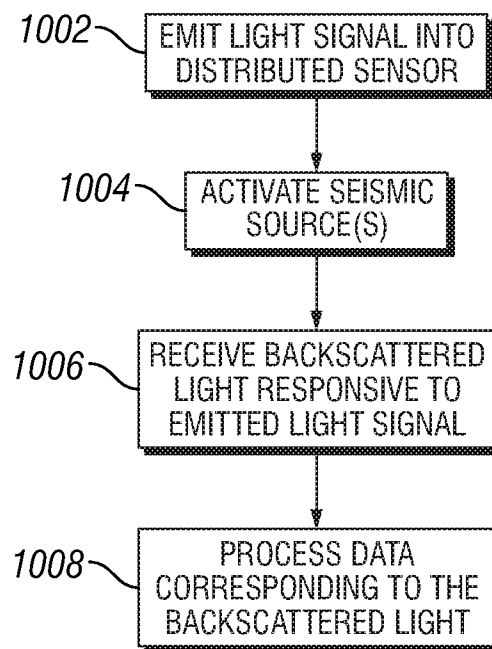 1002
EMIT LIGHT SIGNAL INTO
DISTRIBUTED SENSOR
1004
ACTIVATE SEISMIC
SOURCE(S)
1006
RECEIVE BACKSCATTERED
LIGHT RESPONSIVE TO
EMITTED LIGHT SIGNAL
1008
PROCESS DATA
CORRESPONDING TO THE
BACKSCATTERED LIGHT